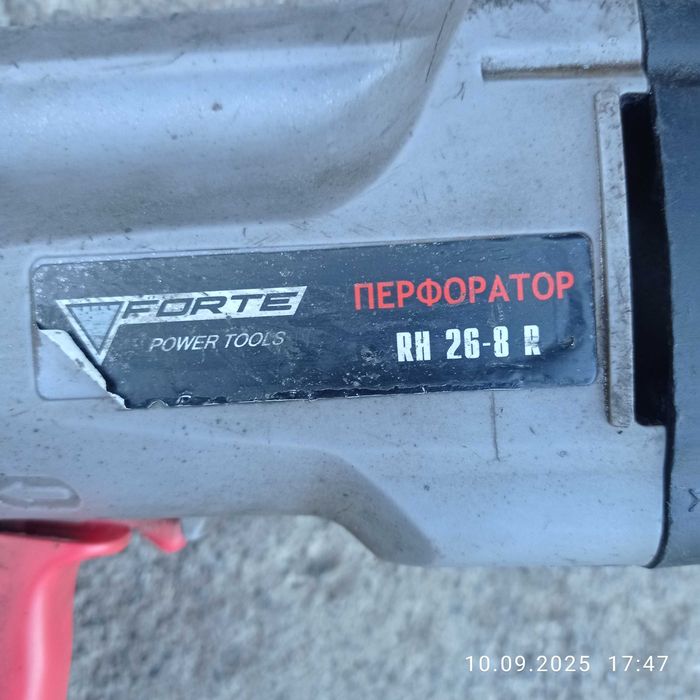 FORTE
POWER TOOLS
ПЕРФОРАТОР
RH 26-8 R
10.09.2025 17:47